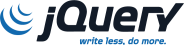 jQuery
write less, do more.